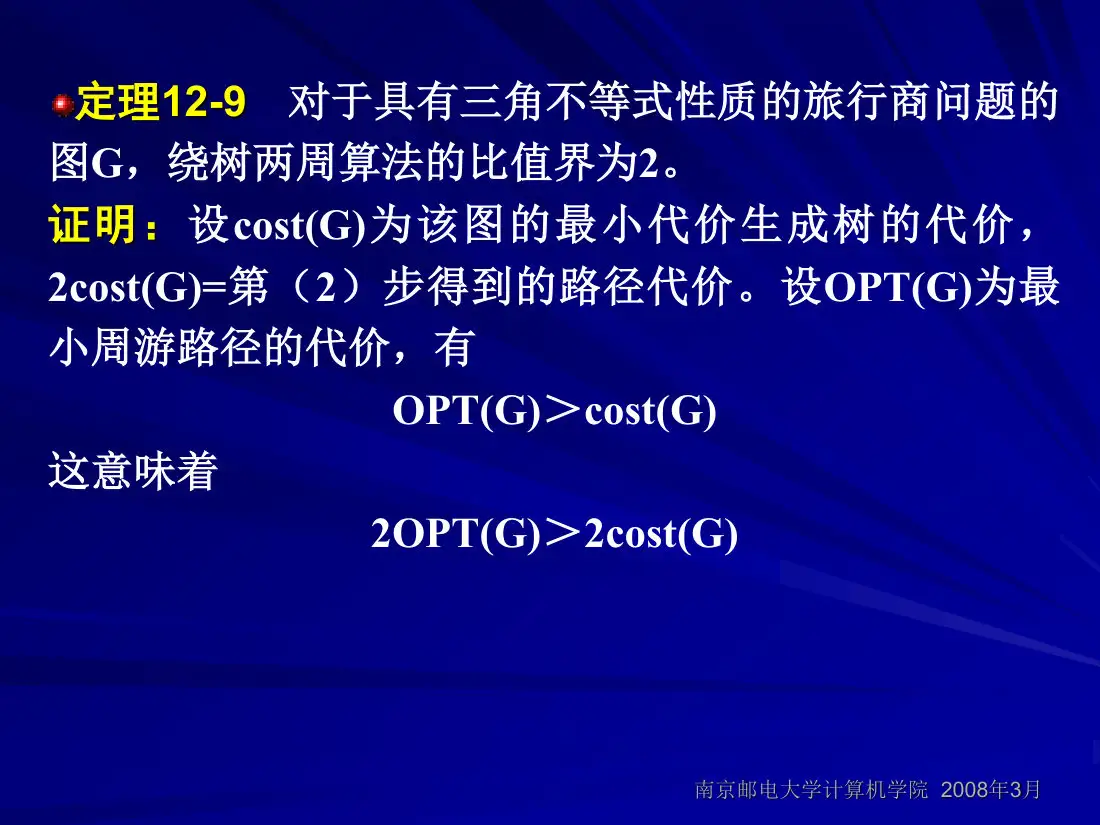 定理12-9 对于具有三角不等式性质的旅行商问题的
图G，绕树两周算法的比值界为2。
证明：设cost(G)为该图的最小代价生成树的代价，
2cost(G)=第（2）步得到的路径代价。设OPT(G)为最
小周游路径的代价，有
OPT(G)＞cost(G)
这意味着
2OPT(G)＞2cost(G)
南京邮电大学计算机学院 2008年3月